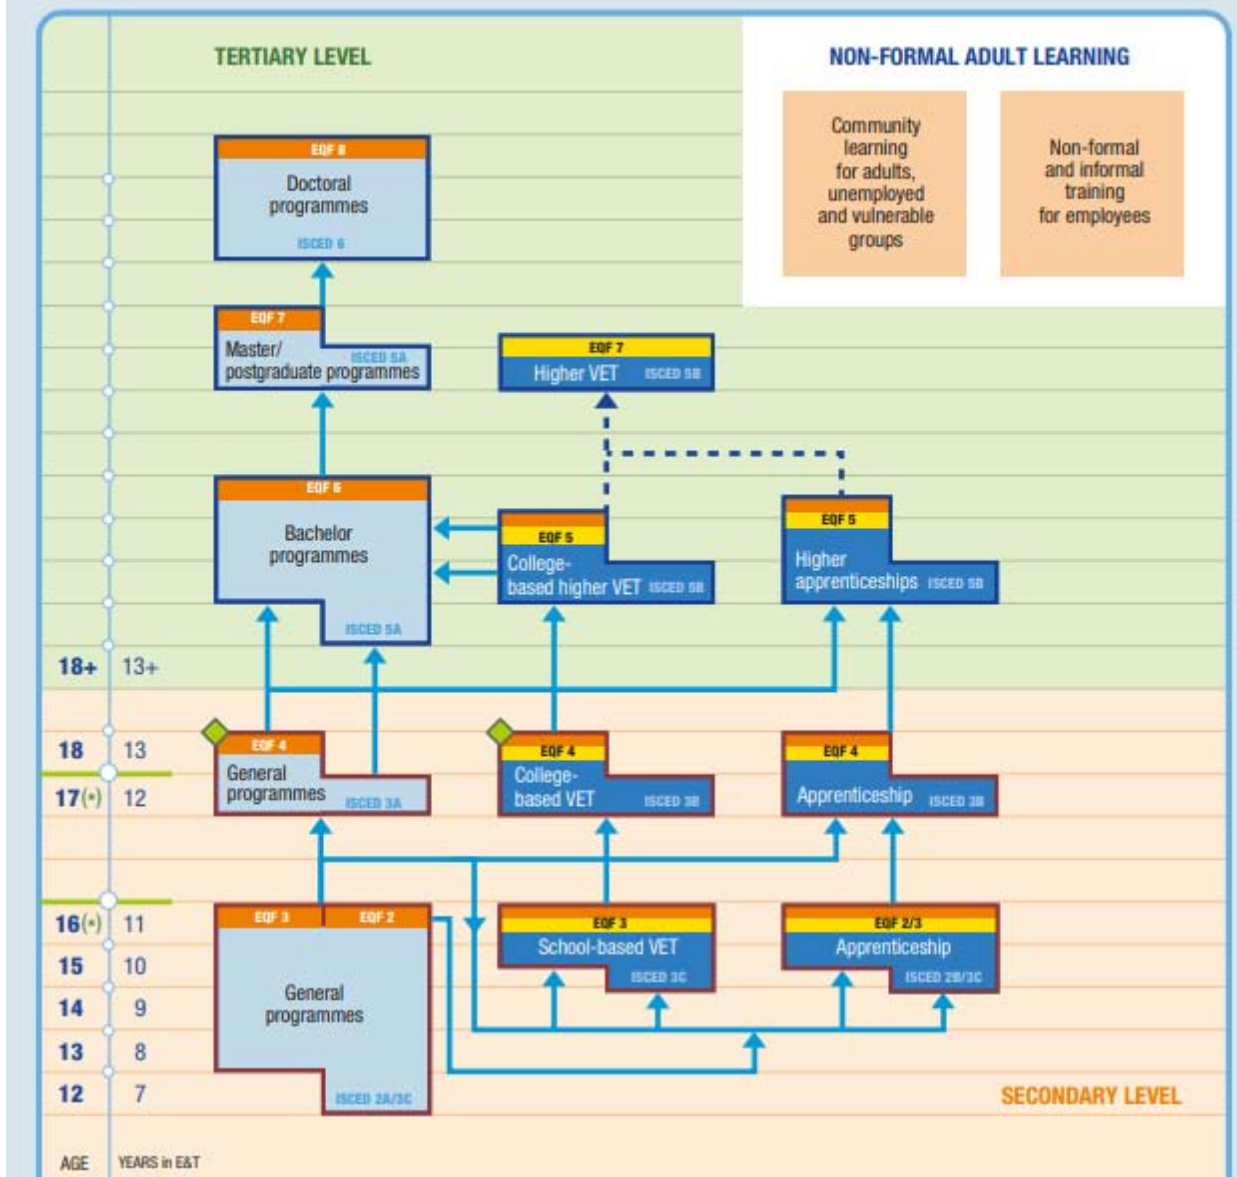 TERTIARY LEVEL
NON-FORMAL ADULT LEARNING
Community
learning
for adults,
unemployed
and vulnerable
groups
Non-formal
and informal
training
for employees
EQF 8
Doctoral
programmes
ISCED 6
EQF 7
Master/
postgraduate programmes
ISCED 5A
EQF 7
Higher VET ISCED 5B
EQF 6
Bachelor
programmes
ISCED 5A
EQF 5
College-
based higher VET ISCED 5B
EQF 5
Higher
apprenticeships ISCED 5B
18+ 13+
18 13
EQF 4
General
programmes ISCED 3A
EQF 4
College-
based VET ISCED 3B
EQF 4
Apprenticeship ISCED 3B
17(*) 12
16(*) 11
EQF 3 EQF 2
General
programmes
ISCED 2A/3C
EQF 3
School-based VET
ISCED 3C
EQF 2/3
Apprenticeship
ISCED 2B/3C
15 10
14 9
13 8
12 7
SECONDARY LEVEL
AGE YEARS in E&T